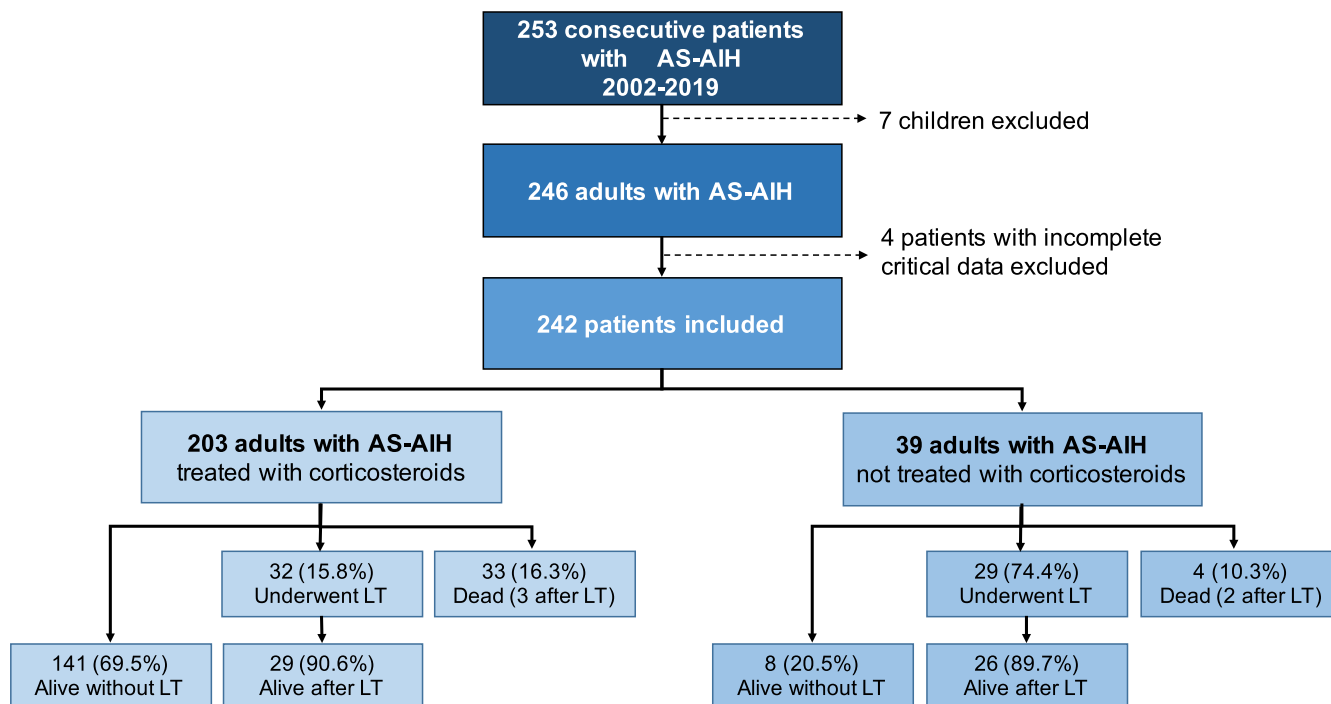 253 consecutive patients
with AS-AIH
2002-2019
7 children excluded
246 adults with AS-AIH
4 patients with incomplete
critical data excluded
242 patients included
203 adults with AS-AIH
treated with corticosteroids
39 adults with AS-AIH
not treated with corticosteroids
32 (15.8%)
Underwent LT
33 (16.3%)
Dead (3 after LT)
29 (74.4%)
Underwent LT
4 (10.3%)
Dead (2 after LT)
141 (69.5%)
Alive without LT
29 (90.6%)
Alive after LT
8 (20.5%)
Alive without LT
26 (89.7%)
Alive after LT